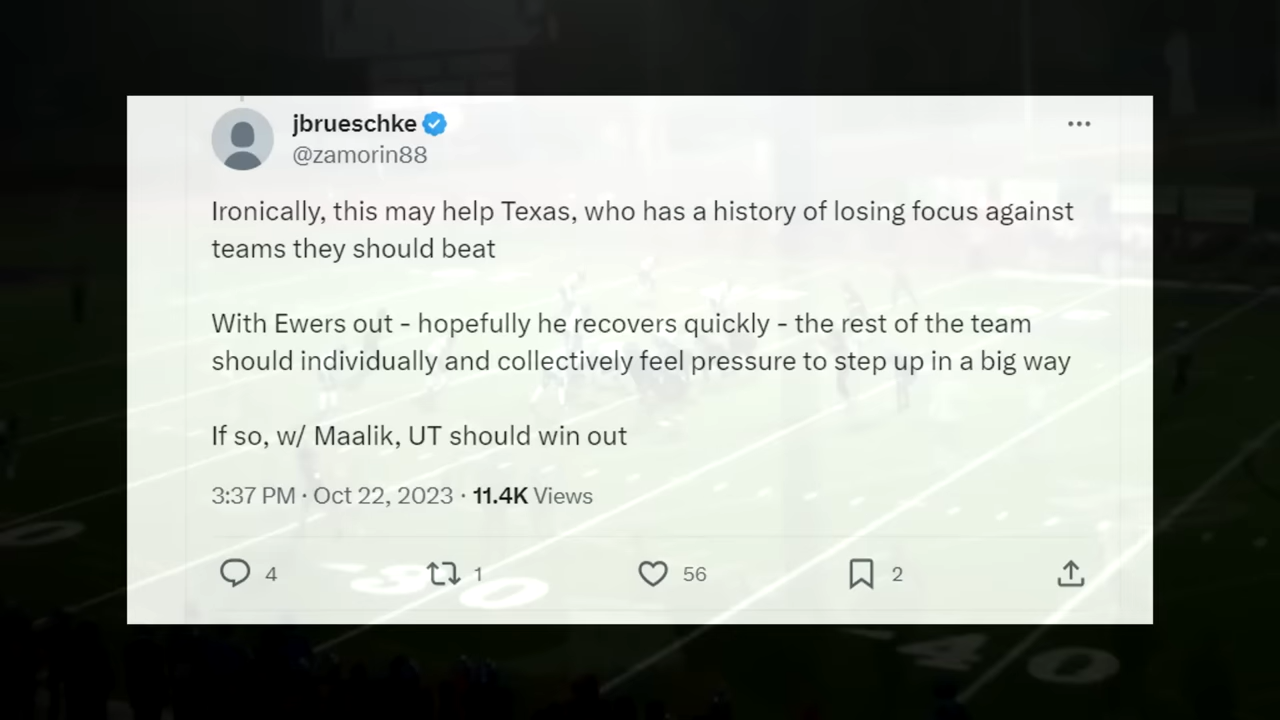 jbrueschke
@zamorin88
Ironically, this may help Texas, who has a history of losing focus against
teams they should beat
With Ewers out - hopefully he recovers quickly - the rest of the team
should individually and collectively feel pressure to step up in a big way
If so, w/ Maalik, UT should win out
3:37 PM · Oct 22, 2023 · 11.4K Views
4 1 56 2
40